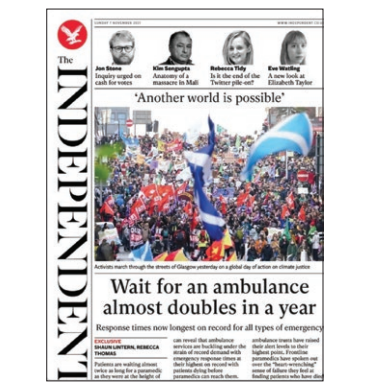 SUNDAY 7 NOVEMBER 2021
The
INDEPENDENT
Jon Stone
Inquiry urged on
cash for votes
Kim Sengupta
Anatomy of a
massacre in Mali
Rebecca Tidy
Is it the end of the
Twitter pile-on?
Eve Watling
A new look at
Elizabeth Taylor
‘Another world is possible’
Activists march through the streets of Glasgow yesterday on a global day of action on climate justice
Wait for an ambulance
almost doubles in a year
Response times now longest on record for all types of emergency
EXCLUSIVE
SHAUN LINTERN, REBECCA
THOMAS
Patients are waiting almost
twice as long for a paramedic
as they were at the height of
can reveal that ambulance
services are buckling under the
strain of record demand with
emergency response times at
their highest on record with
patients dying before
paramedics can reach them.
ambulance trusts have raised
their alert levels to their
highest point. Frontline
paramedics have spoken out
over the “heart-wrenching”
sense of failure they feel at
finding patients who have died